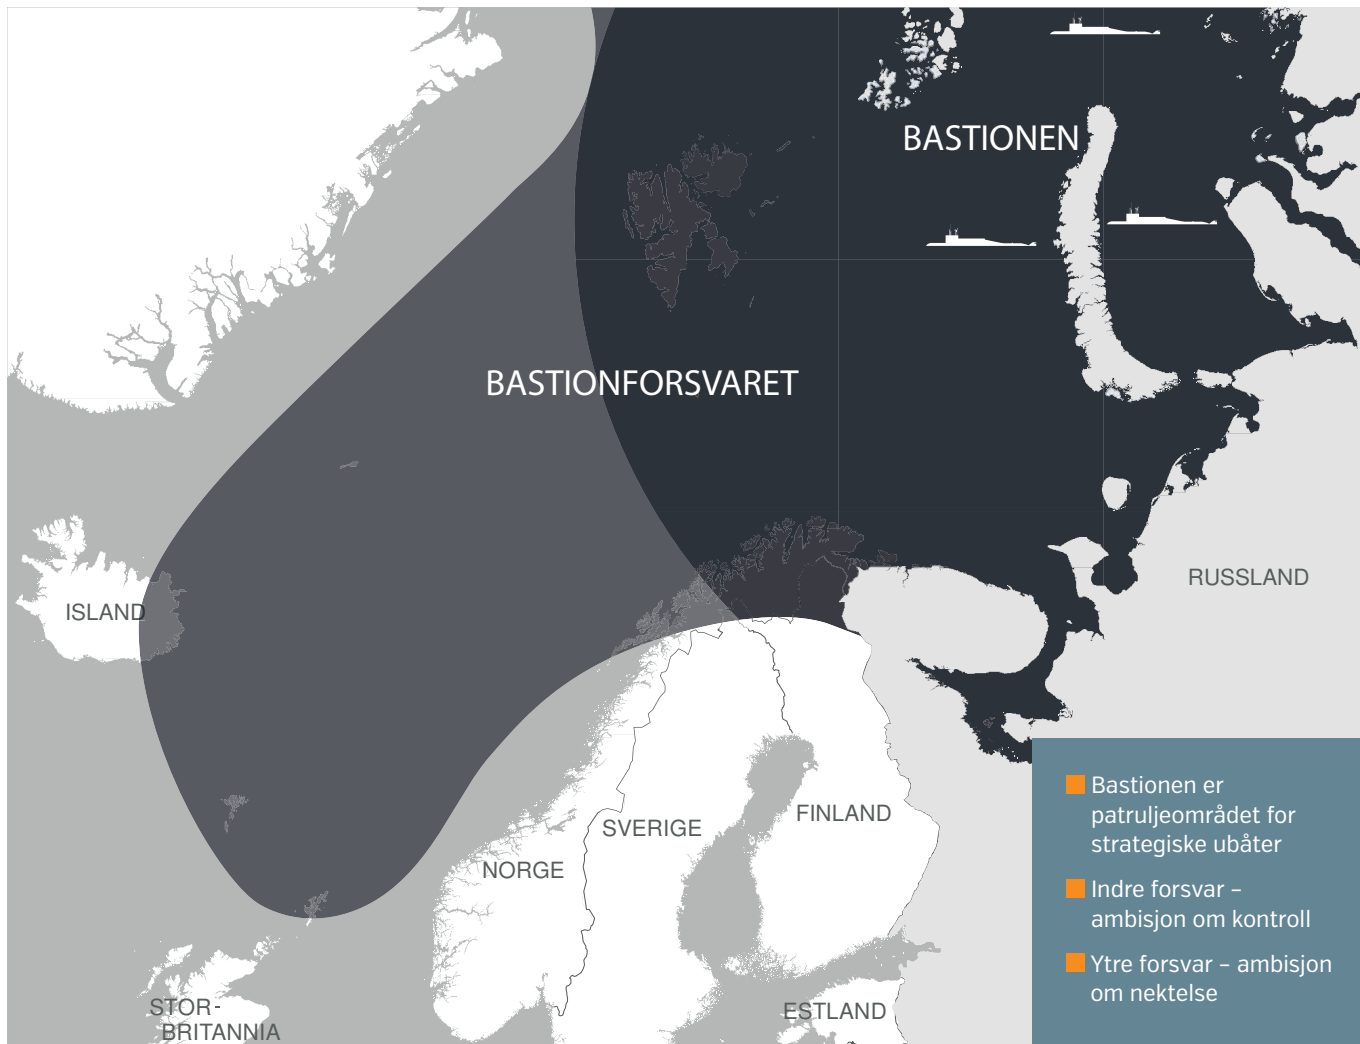 BASTIONEN
BASTIONFORSVARET
ISLAND
RUSSLAND
SVERIGE
FINLAND
NORGE
STOR-
BRITANNIA
ESTLAND
Bastionen er
patruljeområdet for
strategiske ubåter
Indre forsvar –
ambisjon om kontroll
Ytre forsvar – ambisjon
om nektelse